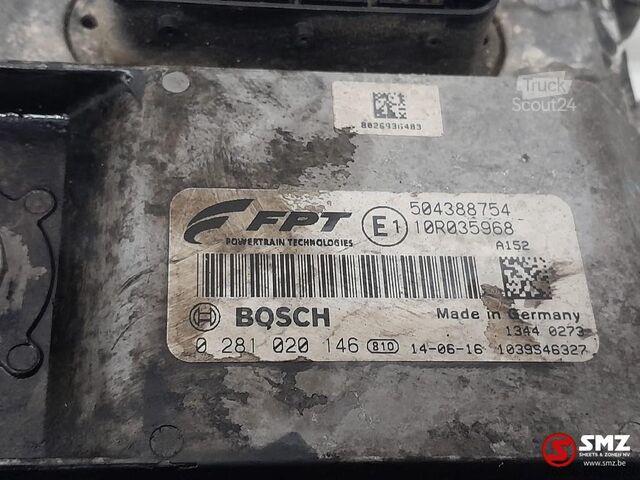 Truck
Scout24
80269301483
FPT
POWERTRAIN TECHNOLOGIES
E1
504388754
10R035968
A152
BOSCH
Made in Germany
1344 0273
0 281 020 146 810 14-06-16 1039S46327
SMZ
SMEETS & ZONEN NV
www.smz.be